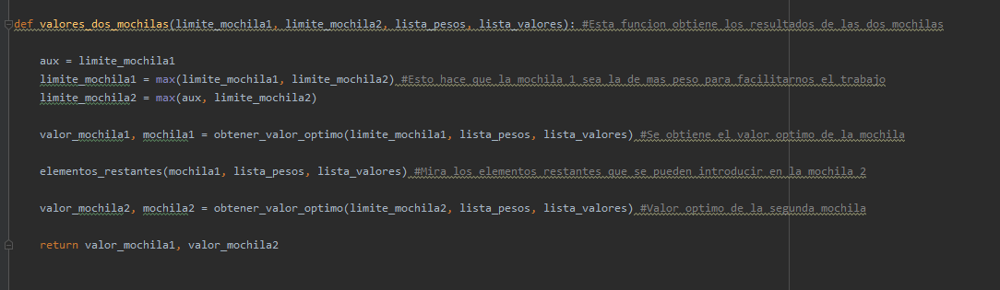 def valores_dos_mochilas(limite_mochila1, limite_mochila2, lista_pesos, lista_valores): #Esta funcion obtiene los resultados de las dos mochilas
aux = limite_mochila1
limite_mochila1 = max(limite_mochila1, limite_mochila2) #Esto hace que la mochila 1 sea la de mas peso para facilitarnos el trabajo
limite_mochila2 = max(aux, limite_mochila2)
valor_mochila1, mochila1 = obtener_valor_optimo(limite_mochila1, lista_pesos, lista_valores) #Se obtiene el valor optimo de la mochila
elementos_restantes(mochila1, lista_pesos, lista_valores) #Mira los elementos restantes que se pueden introducir en la mochila 2
valor_mochila2, mochila2 = obtener_valor_optimo(limite_mochila2, lista_pesos, lista_valores) #Valor optimo de la segunda mochila
return valor_mochila1, valor_mochila2